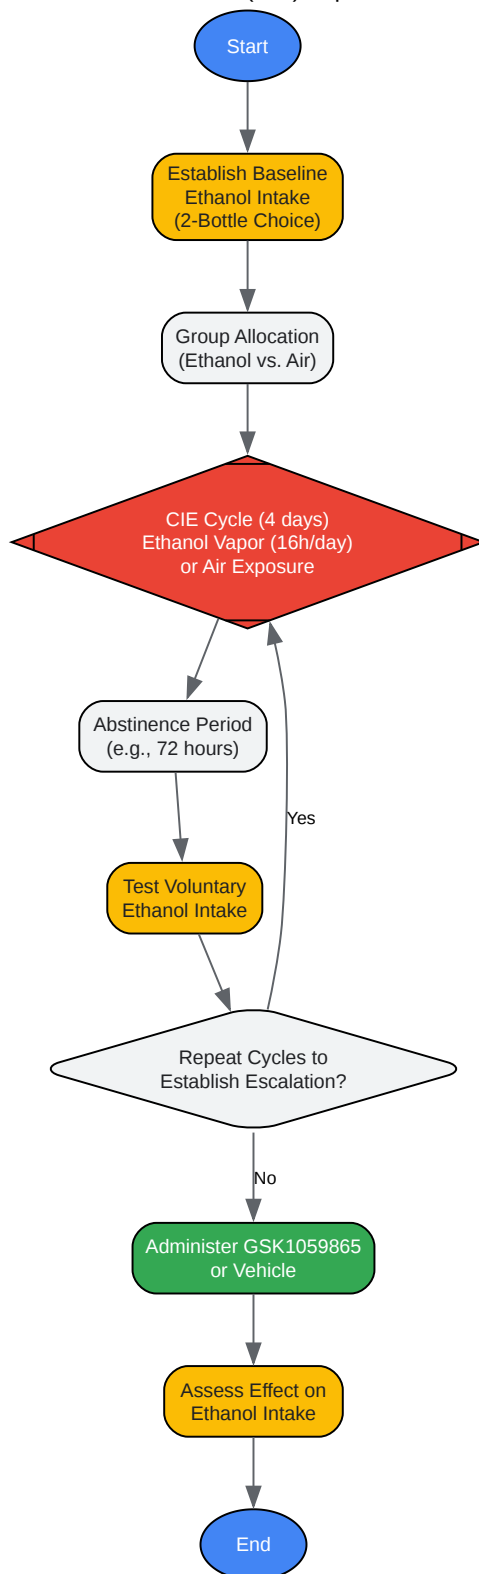 Start
Establish Baseline
Ethanol Intake
(2-Bottle Choice)
Group Allocation
(Ethanol vs. Air)
CIE Cycle (4 days)
Ethanol Vapor (16h/day)
or Air Exposure
Abstinence Period
(e.g., 72 hours)
Yes
Test Voluntary
Ethanol Intake
Repeat Cycles to
Establish Escalation?
No
Administer GSK1059865
or Vehicle
Assess Effect on
Ethanol Intake
End